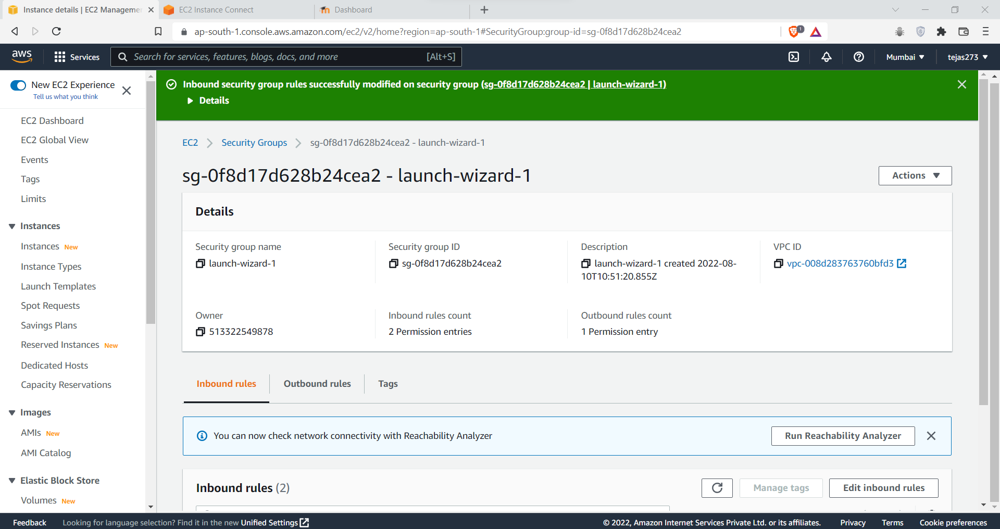 Instance details | EC2 Managemen
EC2 Instance Connect
Dashboard
ap-south-1.console.aws.amazon.com/ec2/v2/home?region=ap-south-1#SecurityGroup:group-id=sg-0f8d17d628b24cea2
1
aws
Services
Search for services, features, blogs, docs, and more
[Alt+S]
Mumbai
tejas273
New EC2 Experience
Tell us what you think
EC2 Dashboard
EC2 Global View
Events
Tags
Limits
Instances
Instances New
Instance Types
Launch Templates
Spot Requests
Savings Plans
Reserved Instances New
Dedicated Hosts
Capacity Reservations
Images
AMIs New
AMI Catalog
Elastic Block Store
Volumes New
Inbound security group rules successfully modified on security group (sg-0f8d17d628b24cea2 | launch-wizard-1)
Details
EC2
Security Groups
sg-0f8d17d628b24cea2 - launch-wizard-1
sg-0f8d17d628b24cea2 - launch-wizard-1
Actions
Details
Security group name
launch-wizard-1
Security group ID
sg-0f8d17d628b24cea2
Description
launch-wizard-1 created 2022-08-
10T10:51:20.855Z
VPC ID
vpc-008d283763760bfd3
Owner
513322549878
Inbound rules count
2 Permission entries
Outbound rules count
1 Permission entry
Inbound rules
Outbound rules
Tags
You can now check network connectivity with Reachability Analyzer
Run Reachability Analyzer
Inbound rules (2)
Manage tags
Edit inbound rules
Feedback
Looking for language selection? Find it in the new Unified Settings
© 2022, Amazon Internet Services Private Ltd. or its affiliates.
Privacy
Terms
Cookie preferences